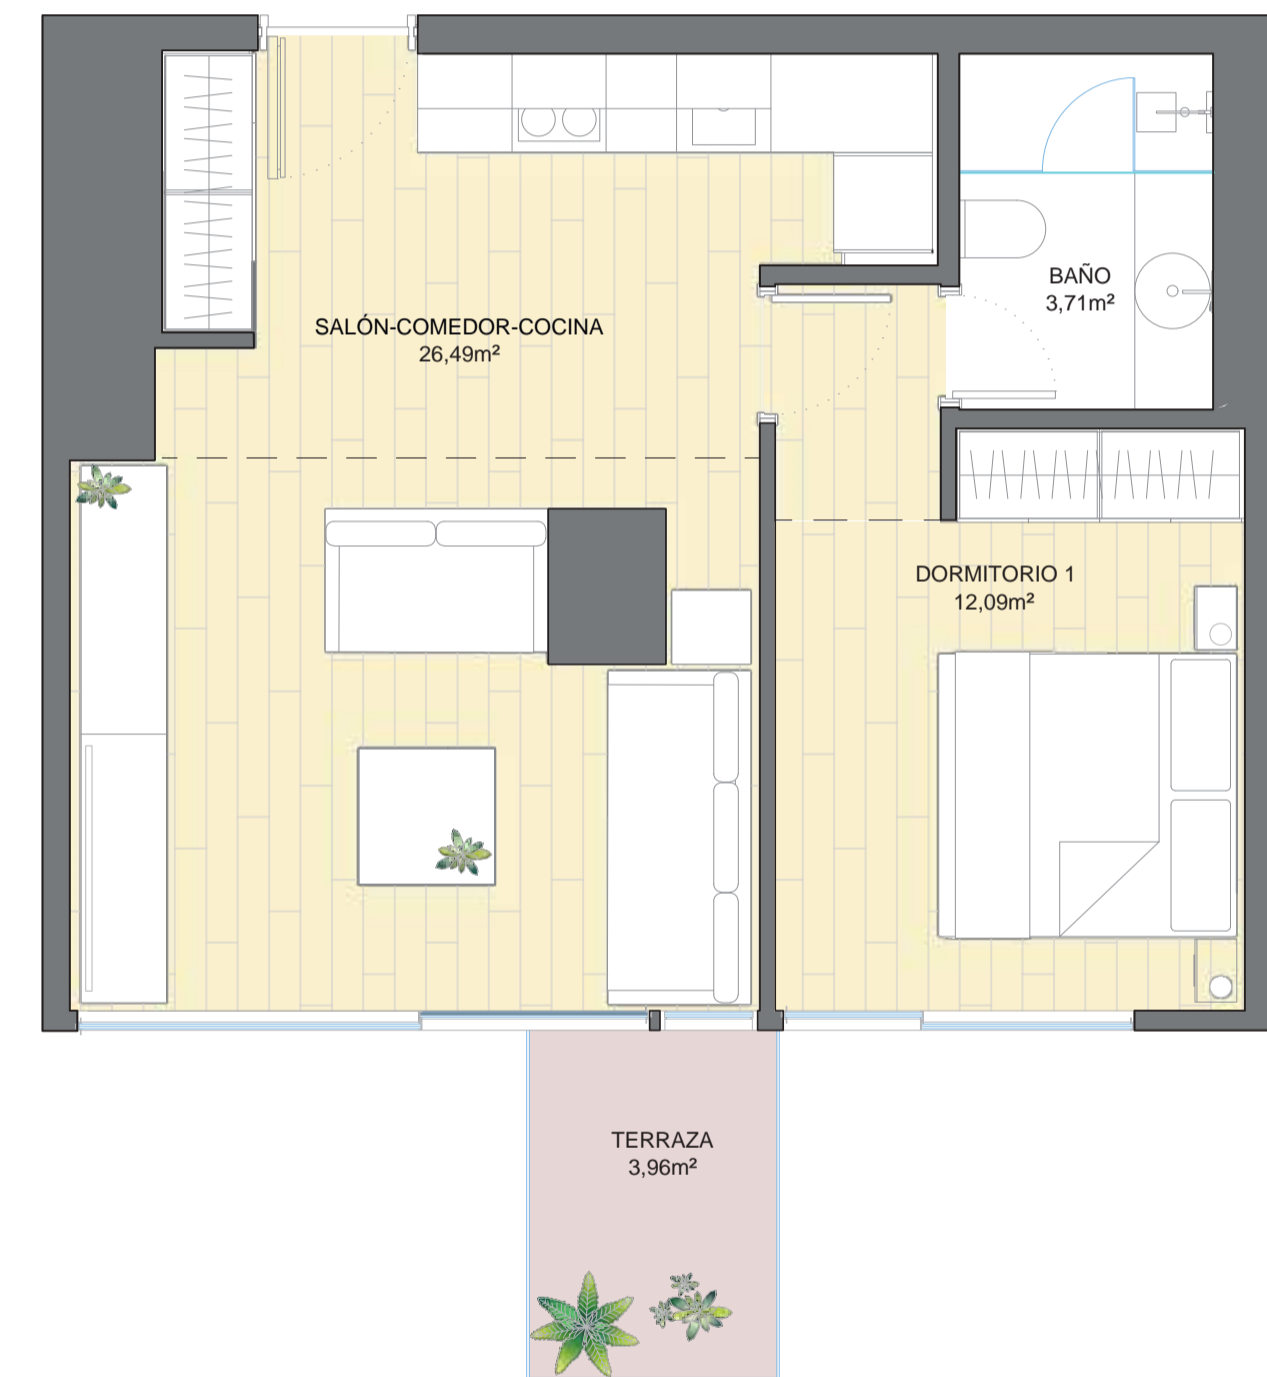 BAÑO
3,71m²
SALÓN-COMEDOR-COCINA
26,49m²
DORMITORIO 1
12,09m²
TERRAZA
3,96m²